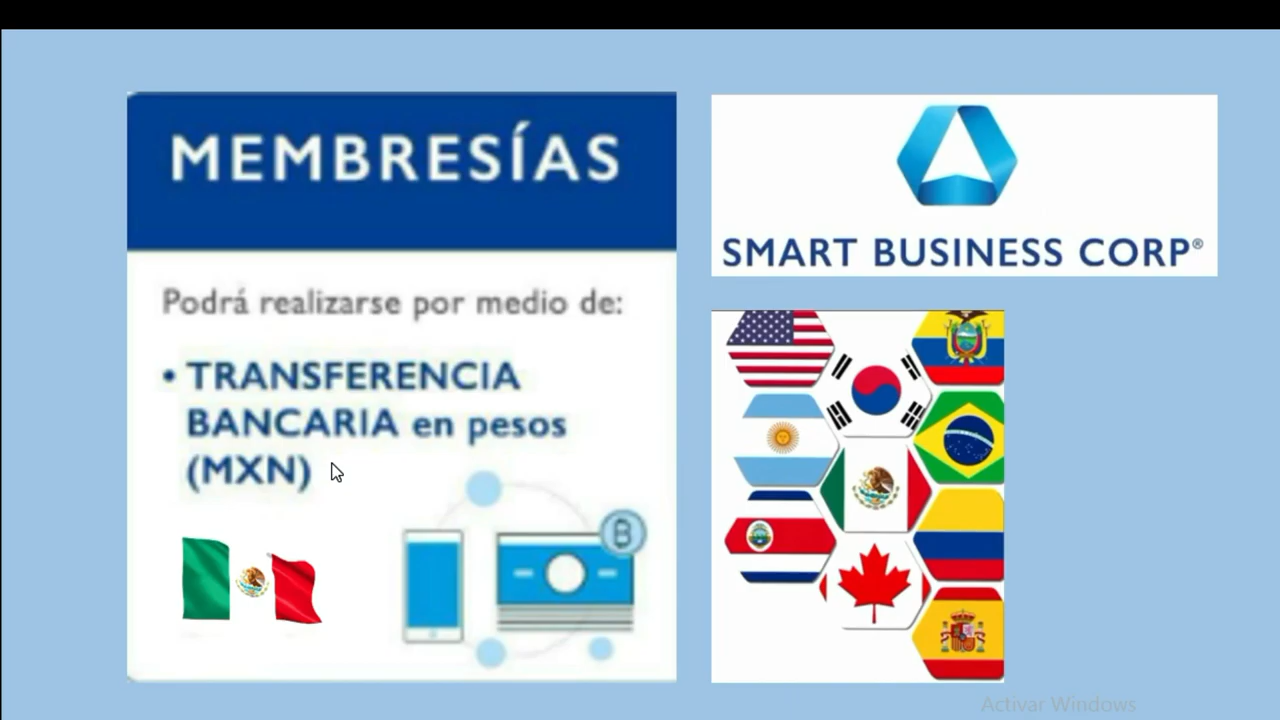 MEMBRESÍAS
Podrá realizarse por medio de:
• TRANSFERENCIA
BANCARIA en pesos
(MXN)
B
SMART BUSINESS CORP®
Activar Windows